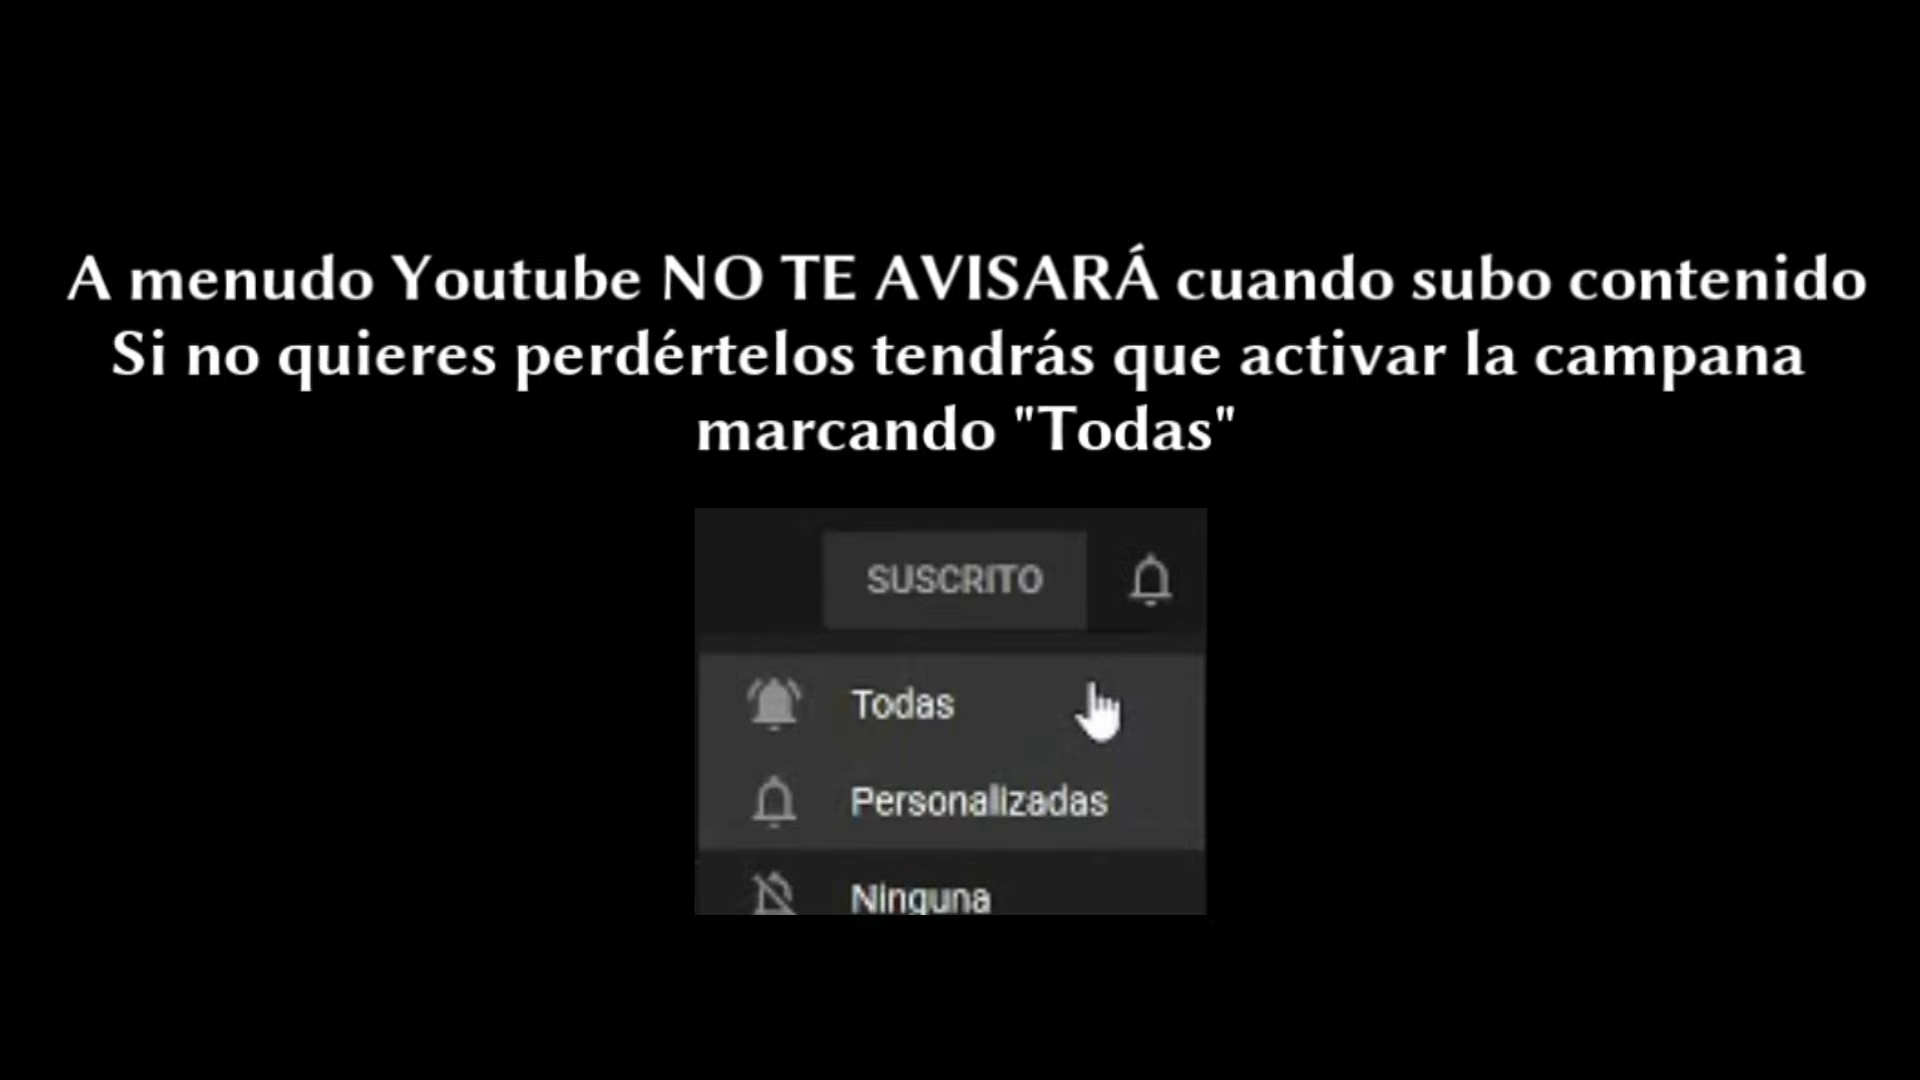 A menudo Youtube NO TE AVISARÁ cuando subo contenido
Si no quieres perdértelos tendrás que activar la campana
marcando "Todas"
SUSCRITO
Todas
Personalizadas
Ninguna